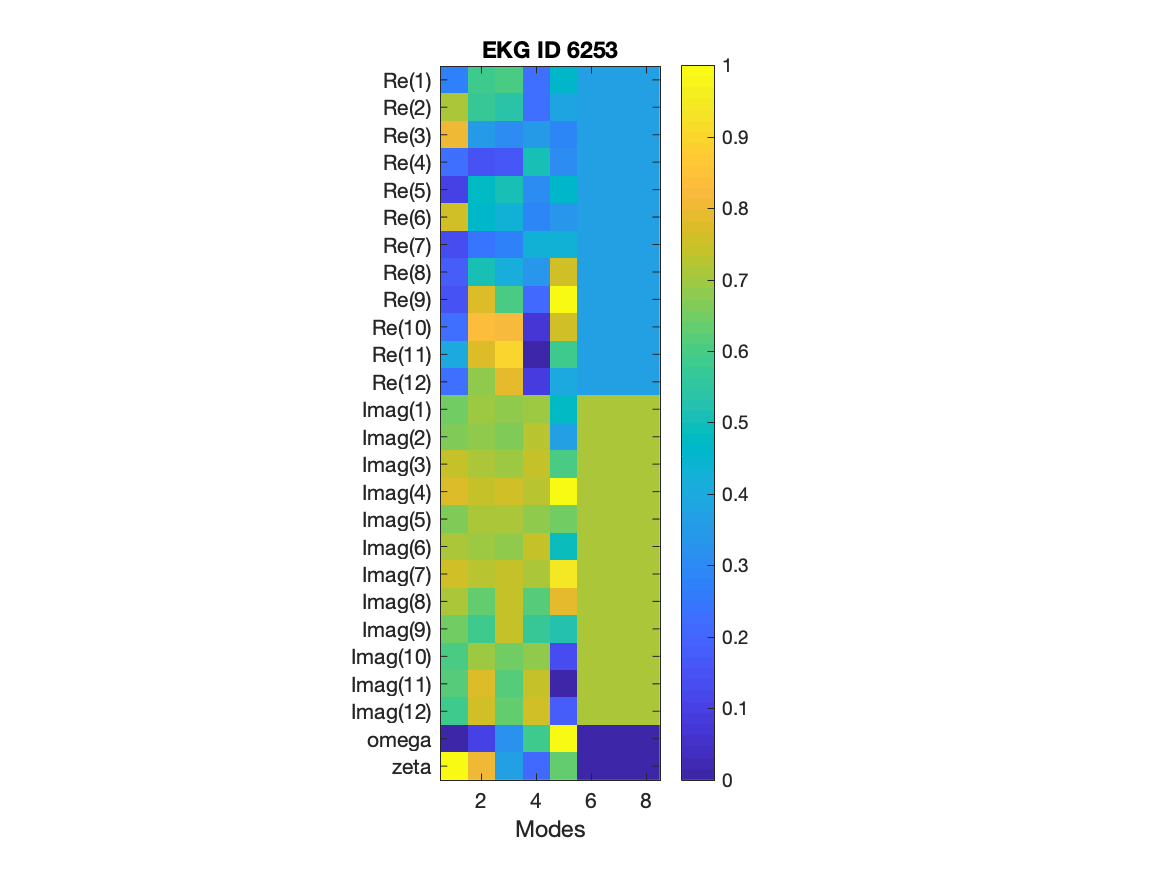 EKG ID 6253
Re(1)
Re(2)
Re(3)
Re(4)
Re(5)
Re(6)
Re(7)
Re(8)
Re(9)
Re(10)
Re(11)
Re(12)
Imag(1)
Imag(2)
Imag(3)
Imag(4)
Imag(5)
Imag(6)
Imag(7)
Imag(8)
Imag(9)
Imag(10)
Imag(11)
Imag(12)
omega
zeta
2 4 6 8
Modes
1
0.9
0.8
0.7
0.6
0.5
0.4
0.3
0.2
0.1
0